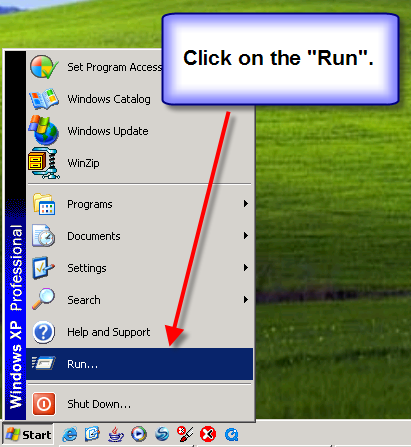 Click on the "Run".
Set Program Access
Windows Catalog
Windows Update
WinZip
Programs
Documents
Settings
Search
Help and Support
Run...
Shut Down...
Windows XP Professional
Start